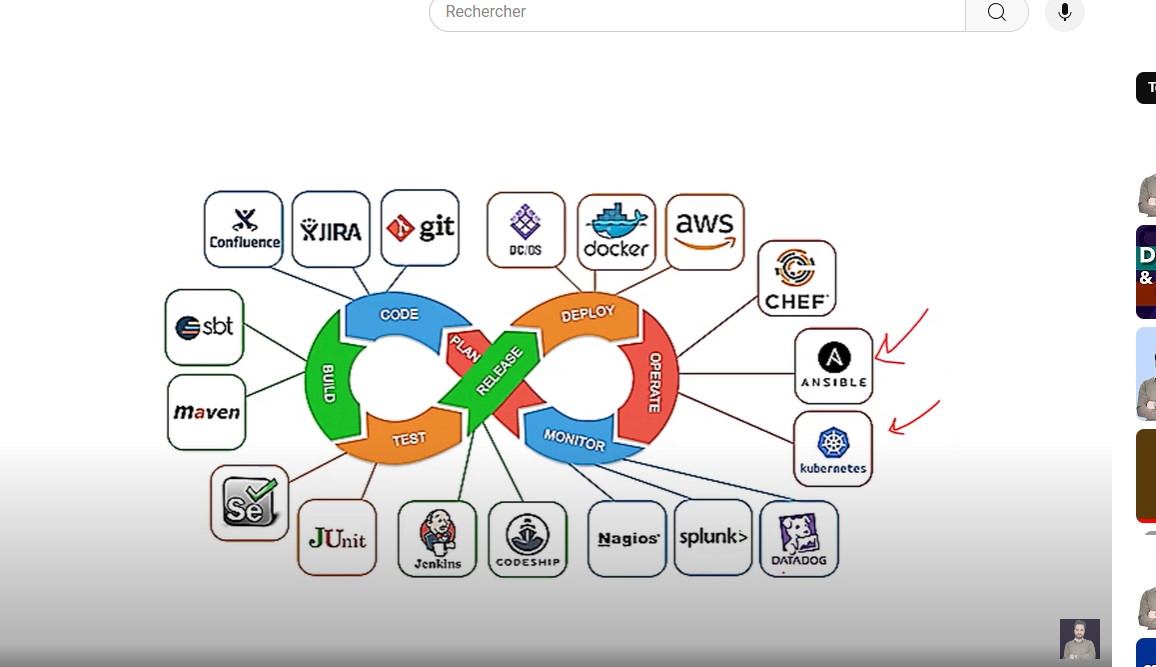 Rechercher
Confluence
JIRA
git
DC/OS
docker
aws
CHEF
sbt
CODE
DEPLOY
PLAN
RELEASE
BUILD
OPERATE
ANSIBLE
maven
TEST
MONITOR
kubernetes
Se
JUnit
Jenkins
CODESHIP
Nagios®
splunk>
DATADOG
D
&